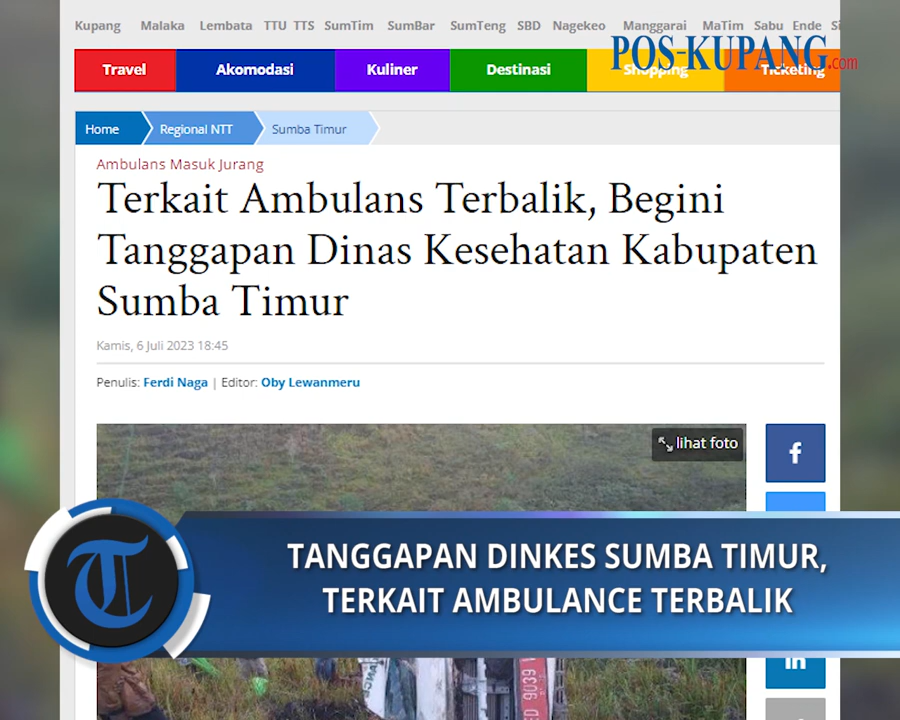 Kupang Malaka Lembata TTU TTS SumTim SumBar SumTeng SBD Nagekeo Manggarai MaTim Sabu Ende
POS-KUPANG.com
Travel Akomodasi Kuliner Destinasi Shopping Ticketing
Home Regional NTT Sumba Timur
Ambulans Masuk Jurang
Terkait Ambulans Terbalik, Begini
Tanggapan Dinas Kesehatan Kabupaten
Sumba Timur
Kamis, 6 Juli 2023 18:45
Penulis: Ferdi Naga | Editor: Oby Lewanmeru
lihat foto
f
T
TANGGAPAN DINKES SUMBA TIMUR,
TERKAIT AMBULANCE TERBALIK
in
ED 9039